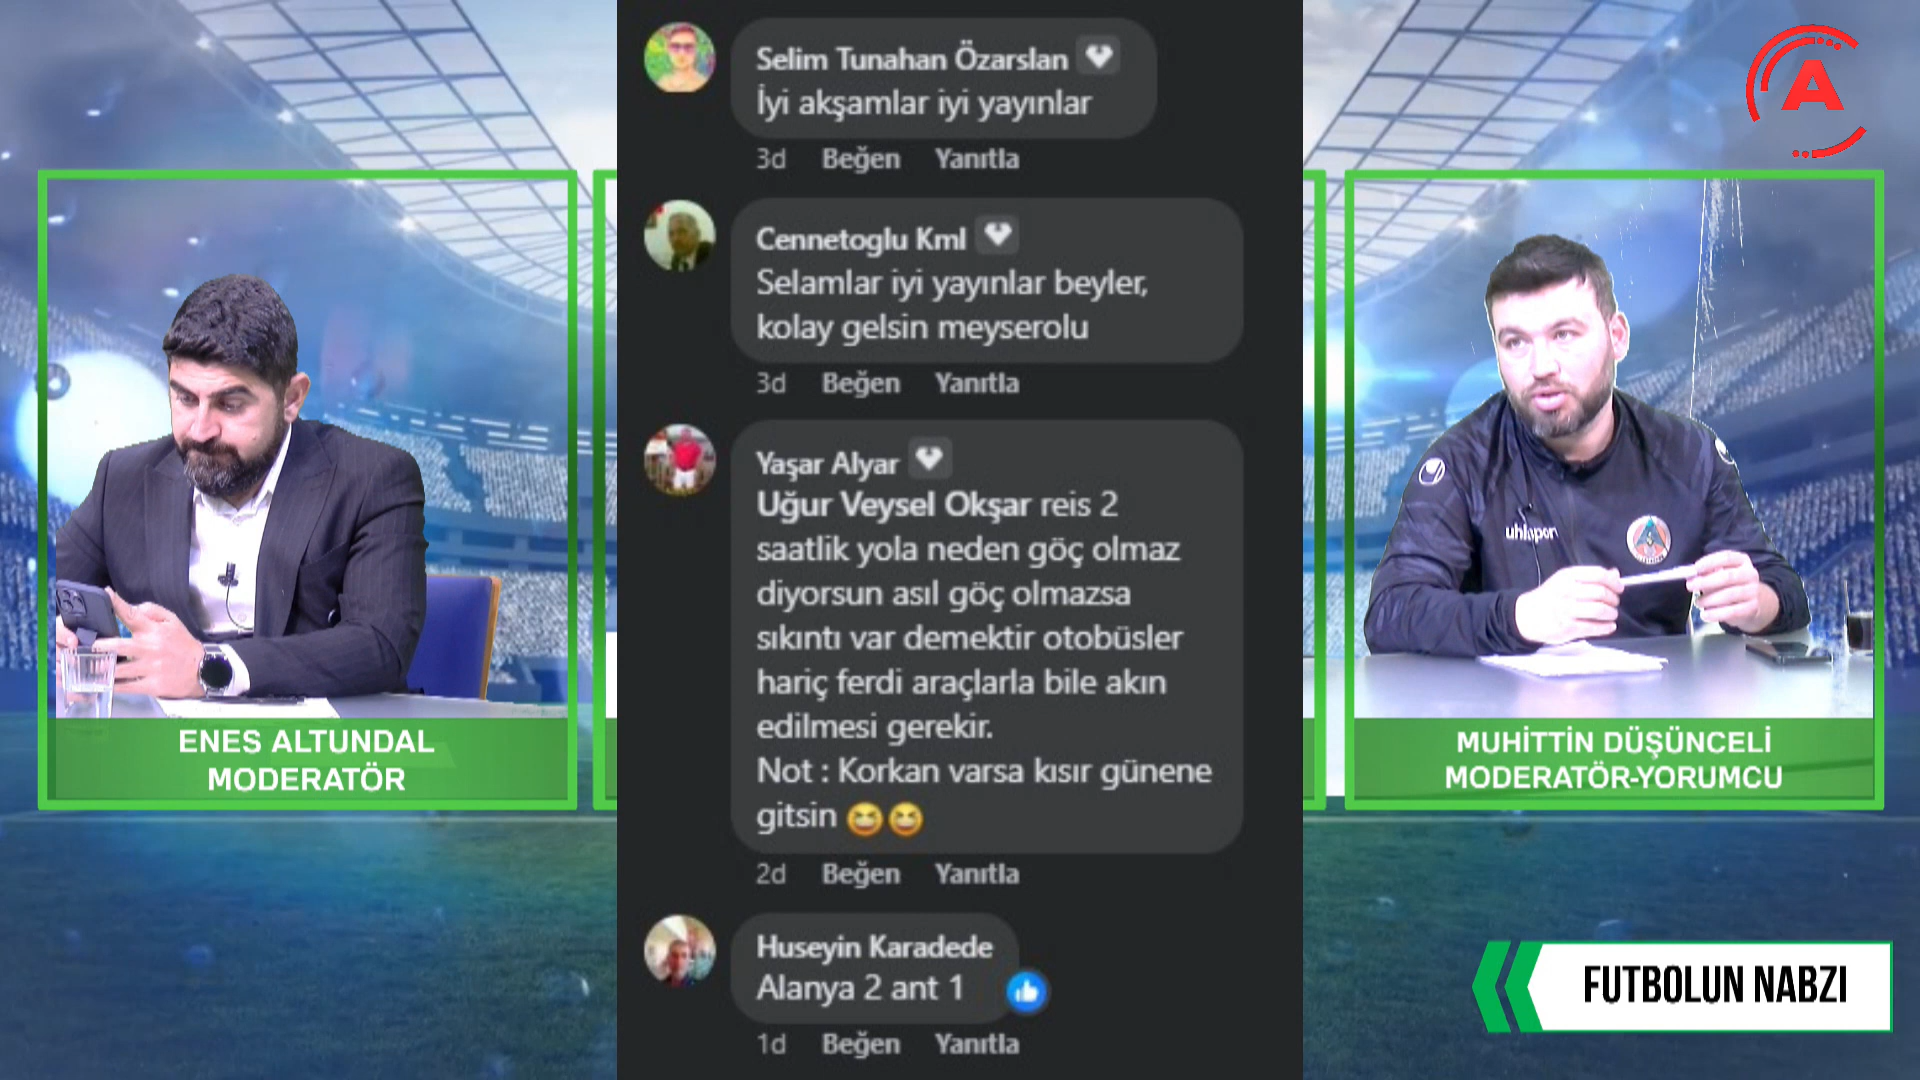 A
Selim Tunahan Özarslan
İyi akşamlar iyi yayınlar
3d Beğen Yanıtla
Cennetoglu Kml
Selamlar iyi yayınlar beyler,
kolay gelsin meyserolu
3d Beğen Yanıtla
Yaşar Alyar
Uğur Veysel Okşar reis 2
saatlik yola neden göç olmaz
diyorsun asıl göç olmazsa
sıkıntı var demektir otobüsler
hariç ferdi araçlarla bile akın
edilmesi gerekir.
Not : Korkan varsa kısır günene
gitsin 😆😆
2d Beğen Yanıtla
Huseyin Karadede
Alanya 2 ant 1
1d Beğen Yanıtla
ENES ALTUNDAL
MODERATÖR
uhlsport
MUHİTTİN DÜŞÜNCELİ
MODERATÖR-YORUMCU
FUTBOLUN NABZI